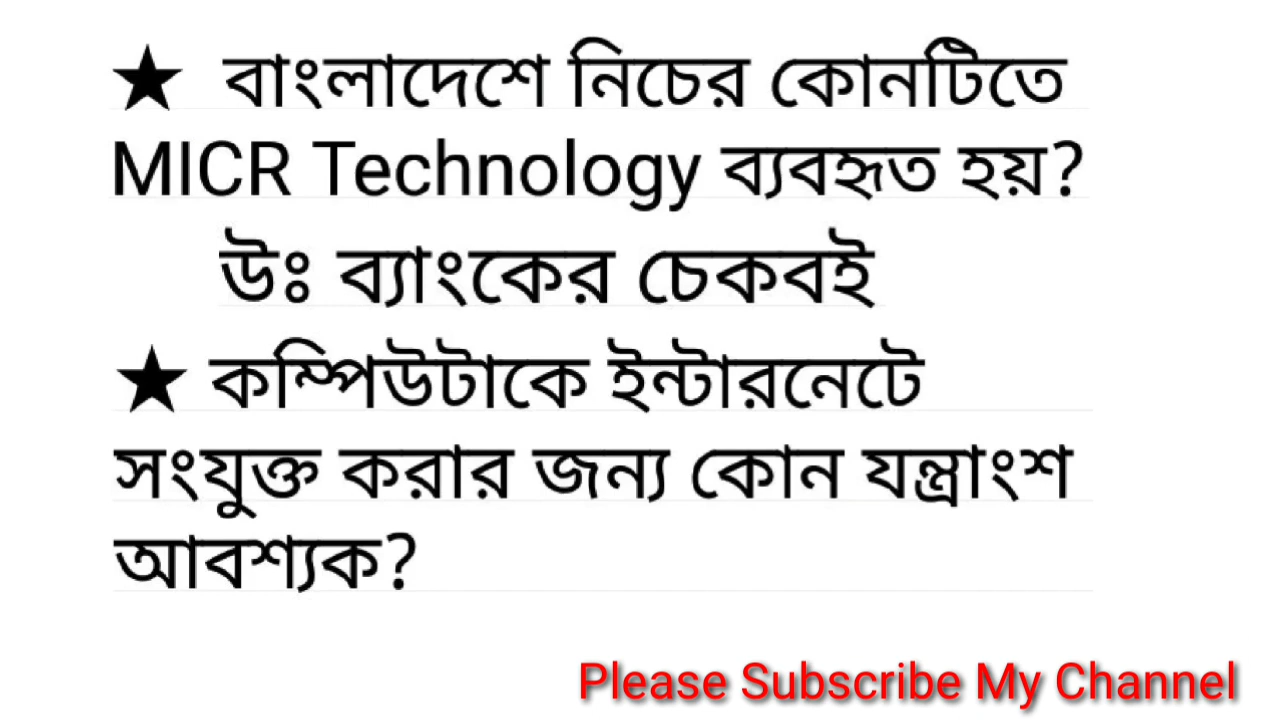 ★ বাংলাদেশে নিচের কোনটিতে
MICR Technology ব্যবহৃত হয়?
উঃ ব্যাংকের চেকবই
★ কম্পিউটাকে ইন্টারনেটে
সংযুক্ত করার জন্য কোন যন্ত্রাংশ
আবশ্যক?
Please Subscribe My Channel